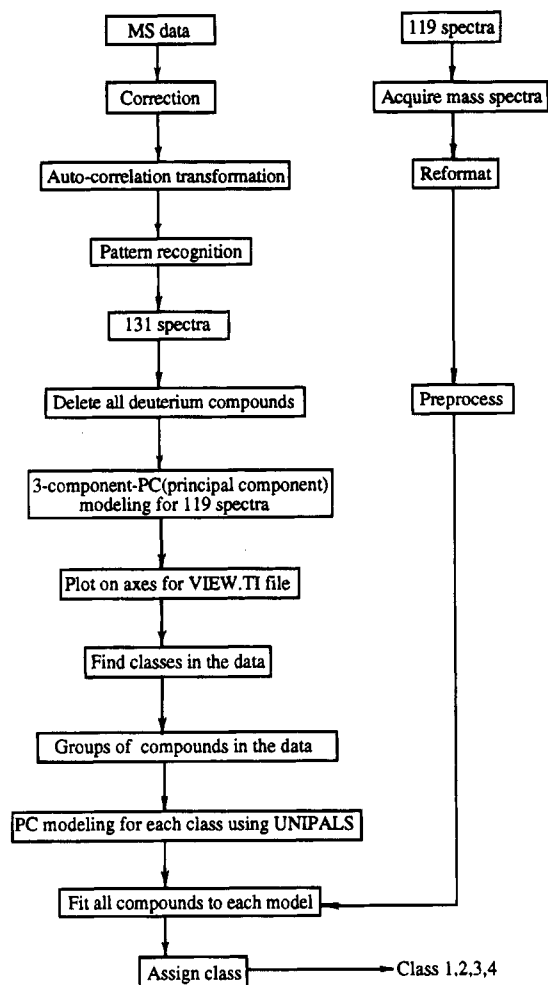 MS data
Correction
Auto-correlation transformation
Pattern recognition
131 spectra
Delete all deuterium compounds
3-component-PC(principal component)
modeling for 119 spectra
Plot on axes for VIEW.TI file
Find classes in the data
Groups of compounds in the data
PC modeling for each class using UNIPALS
Fit all compounds to each model
Assign class
Class 1,2,3,4
119 spectra
Acquire mass spectra
Reformat
Preprocess